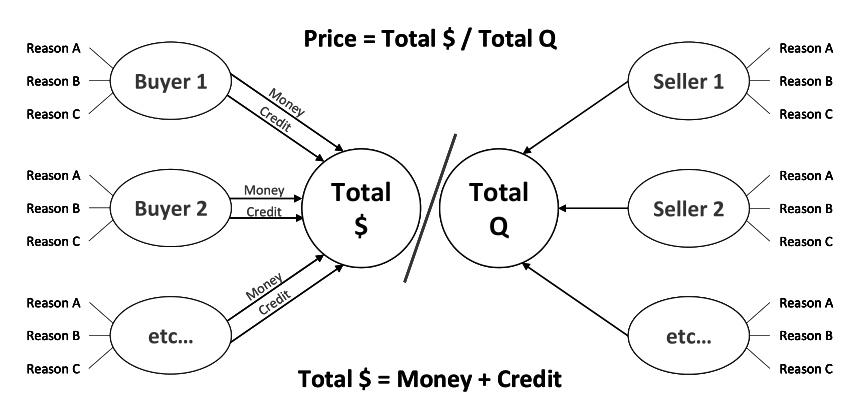 Price = Total $ / Total Q
Reason A
Reason B
Reason C
Buyer 1
Money
Credit
Reason A
Reason B
Reason C
Buyer 2
Money
Credit
Reason A
Reason B
Reason C
etc...
Money
Credit
Total
$
/
Total
Q
Seller 1
Reason A
Reason B
Reason C
Seller 2
Reason A
Reason B
Reason C
etc...
Reason A
Reason B
Reason C
Total $ = Money + Credit